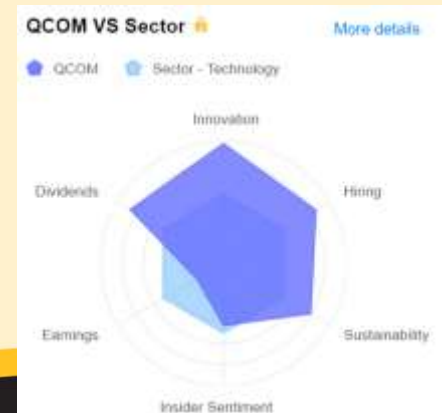 QCOM VS Sector
More details
QCOM
Sector - Technology
Innovation
Dividends
Hiring
Earnings
Sustainability
Insider Sentiment